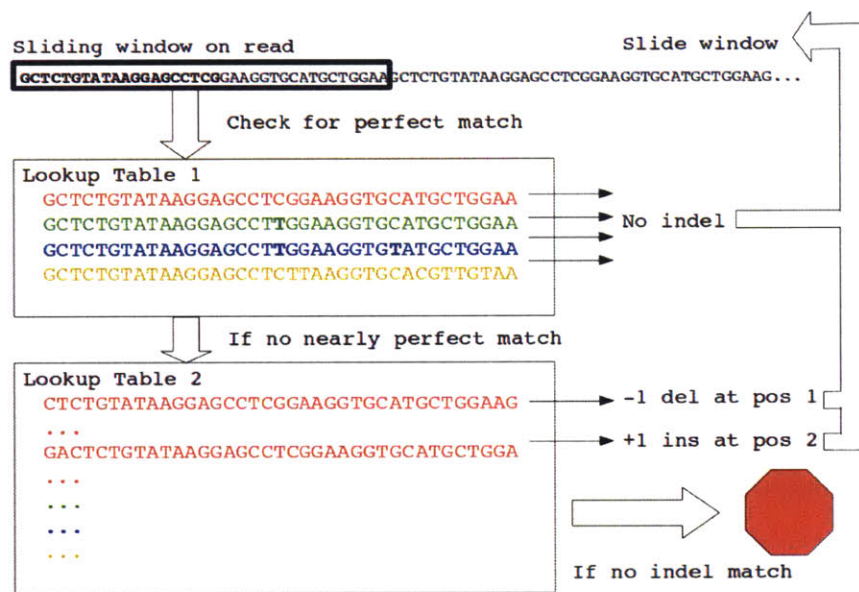 Sliding window on read
Slide window
GCTCTGTATAAGGAGCCTCGGAAGGTGCATGCTGGAAGCTCTGTATAAGGAGCCTCGGAAGGTGCATGCTGGAAG...
Check for perfect match
Lookup Table 1
GCTCTGTATAAGGAGCCTCGGAAGGTGCATGCTGGAA
GCTCTGTATAAGGAGCCTTGGAAGGTGCATGCTGGAA
No indel
GCTCTGTATAAGGAGCCTTGGAAGGTGTATGCTGGAA
GCTCTGTATAAGGAGCCTCTTAAGGTGCACGTTGTAA
If no nearly perfect match
Lookup Table 2
CTCTGTATAAGGAGCCTCGGAAGGTGCATGCTGGAAG
-1 del at pos 1
...
GACTCTGTATAAGGAGCCTCGGAAGGTGCATGCTGGA
+1 ins at pos 2
...
...
...
...
If no indel match